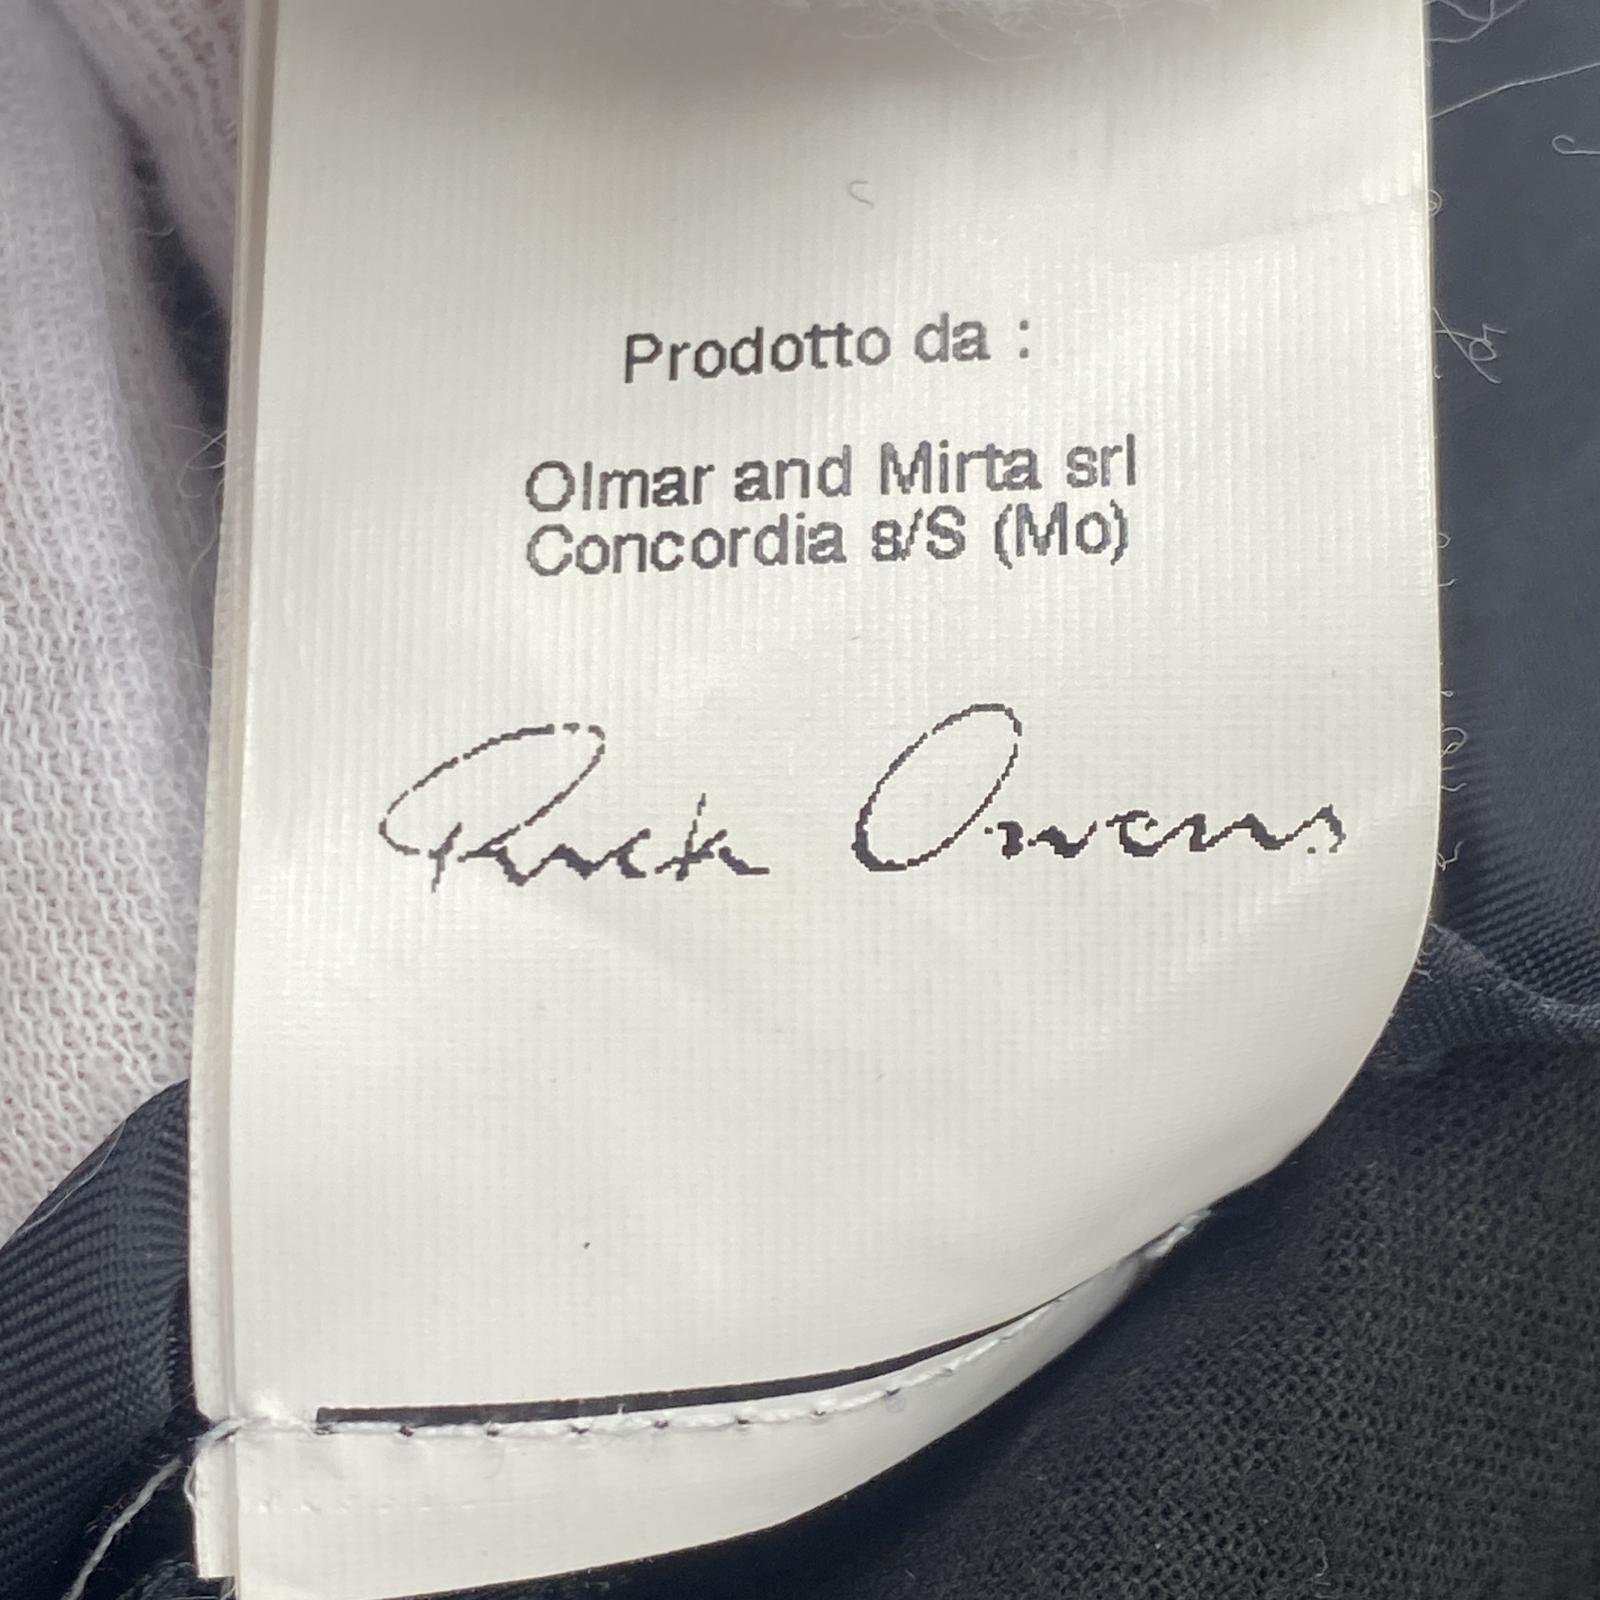 Prodotto da :
Olmar and Mirta srl
Concordia s/S (Mo)
Rick Owens